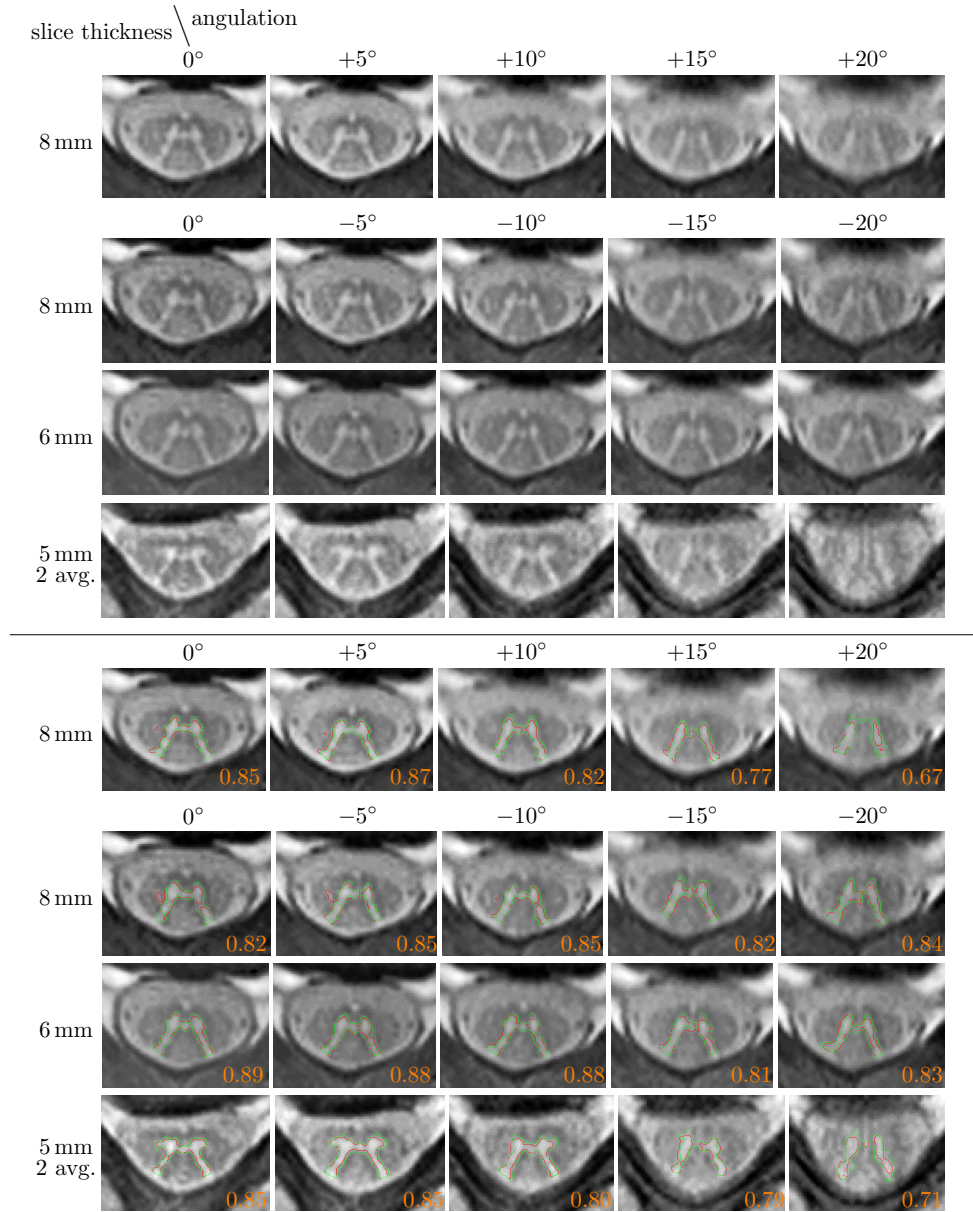 slice thickness \ angulation
0° +5° +10° +15° +20°
8 mm
0° −5° −10° −15° −20°
8 mm
6 mm
5 mm
2 avg.
0° +5° +10° +15° +20°
8 mm
0.85 0.87 0.82 0.77 0.67
0° −5° −10° −15° −20°
8 mm
0.82 0.85 0.85 0.82 0.84
6 mm
0.89 0.88 0.88 0.81 0.83
5 mm
2 avg.
0.85 0.85 0.80 0.79 0.71